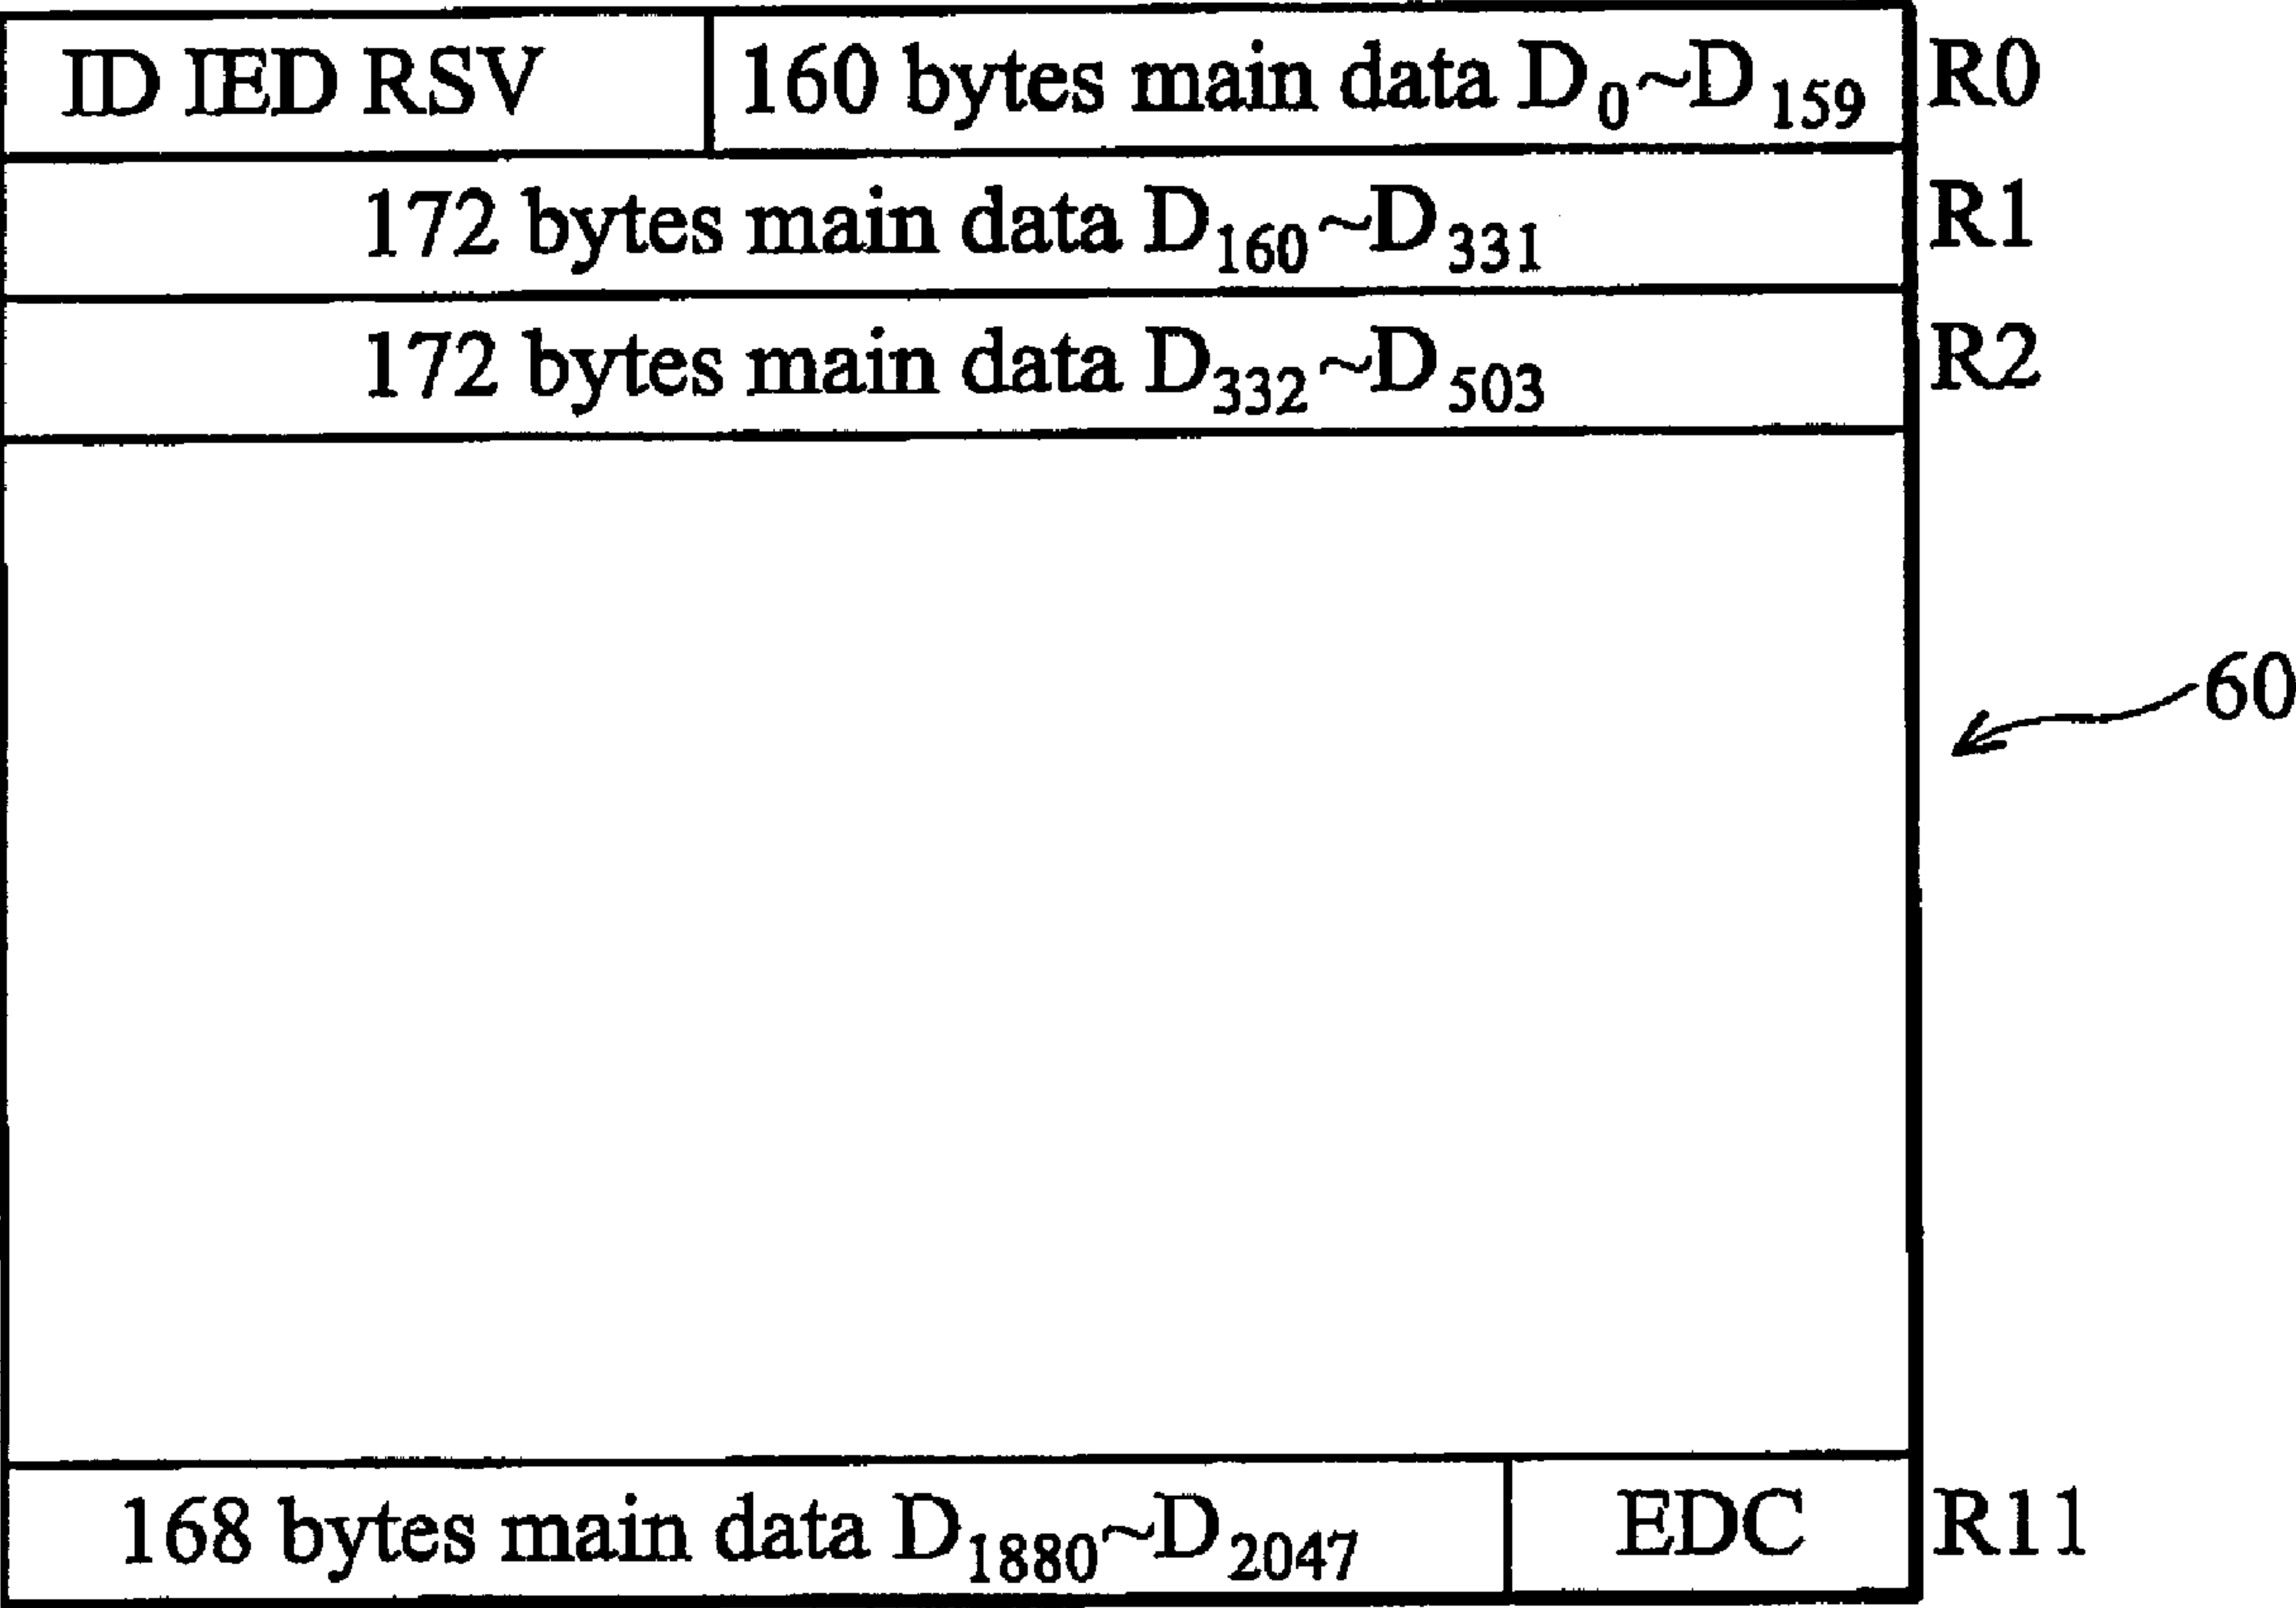 ID IED RSV 160 bytes main data D₀~D₁₅₉ R0
172 bytes main data D₁₆₀~D₃₃₁ R1
172 bytes main data D₃₃₂~D₅₀₃ R2
60
168 bytes main data D₁₈₈₀~D₂₀₄₇ EDC R11